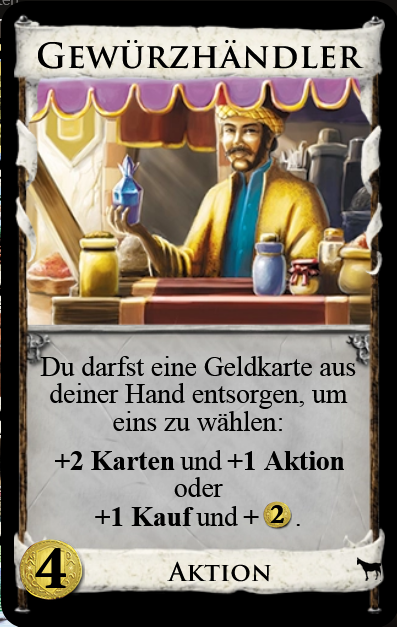 GEWÜRZHÄNDLER
Du darfst eine Geldkarte aus
deiner Hand entsorgen, um
eins zu wählen:
+2 Karten und +1 Aktion
oder
+1 Kauf und + 2 .
4
AKTION